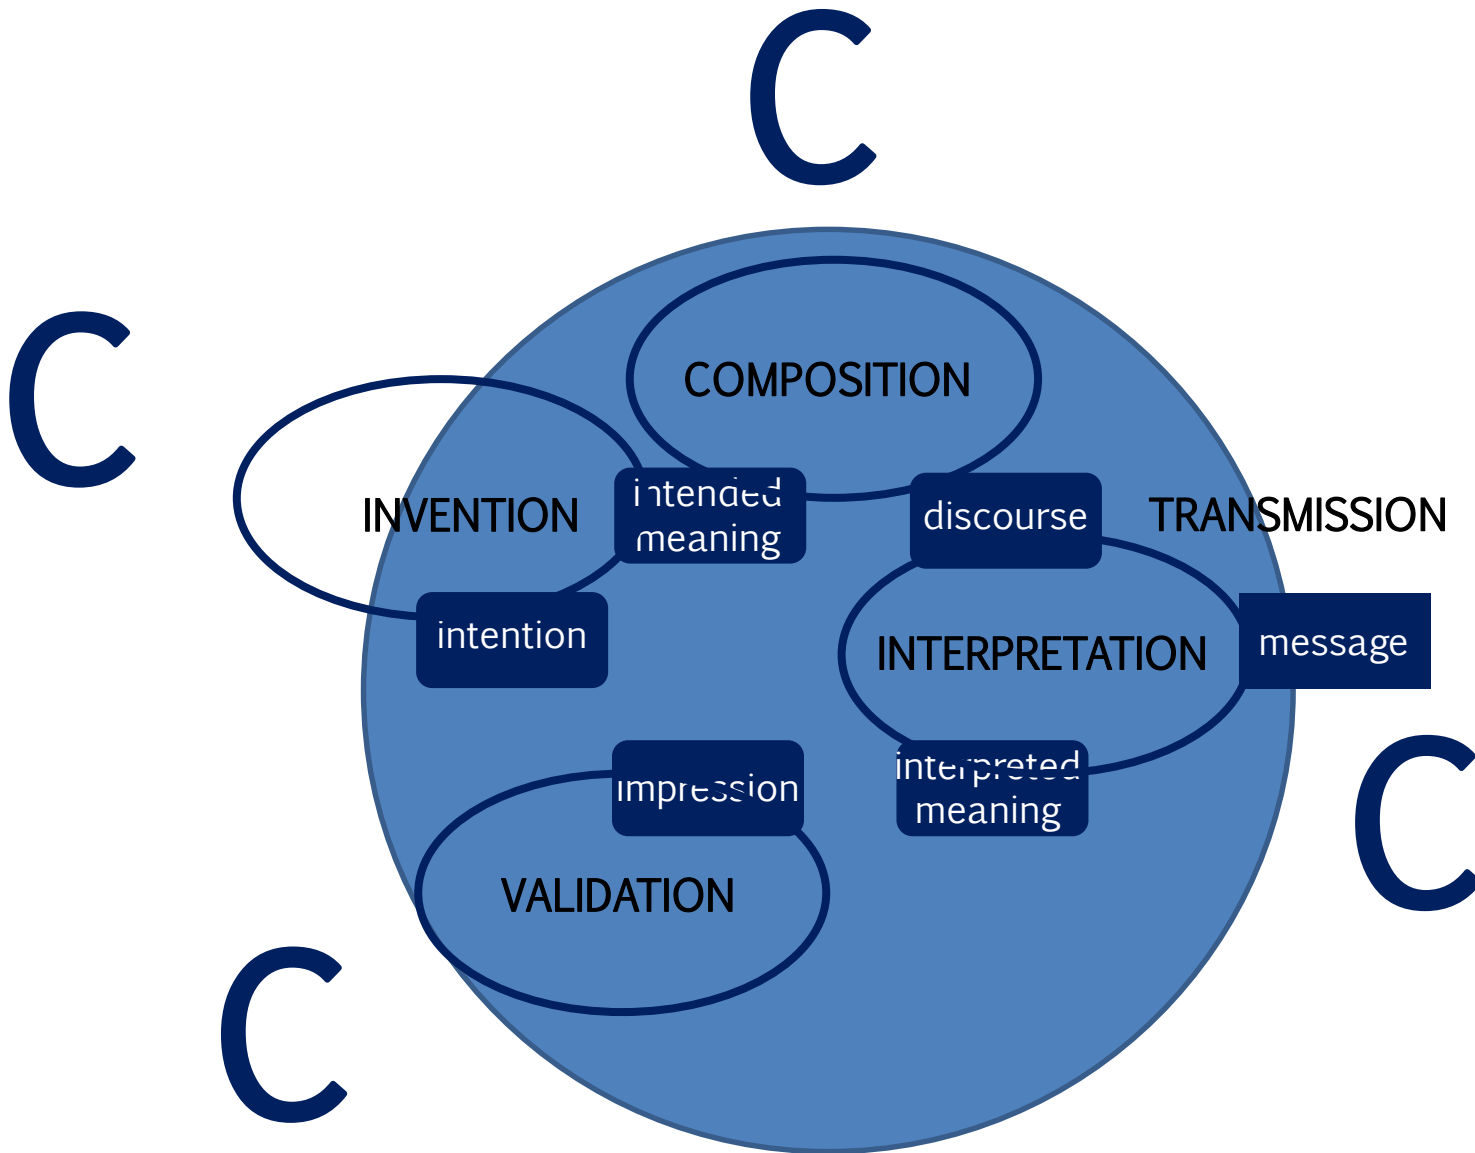 C
C
COMPOSITION
INVENTION
intended
meaning
discourse
TRANSMISSION
intention
INTERPRETATION
message
impression
interpreted
meaning
C
VALIDATION
C